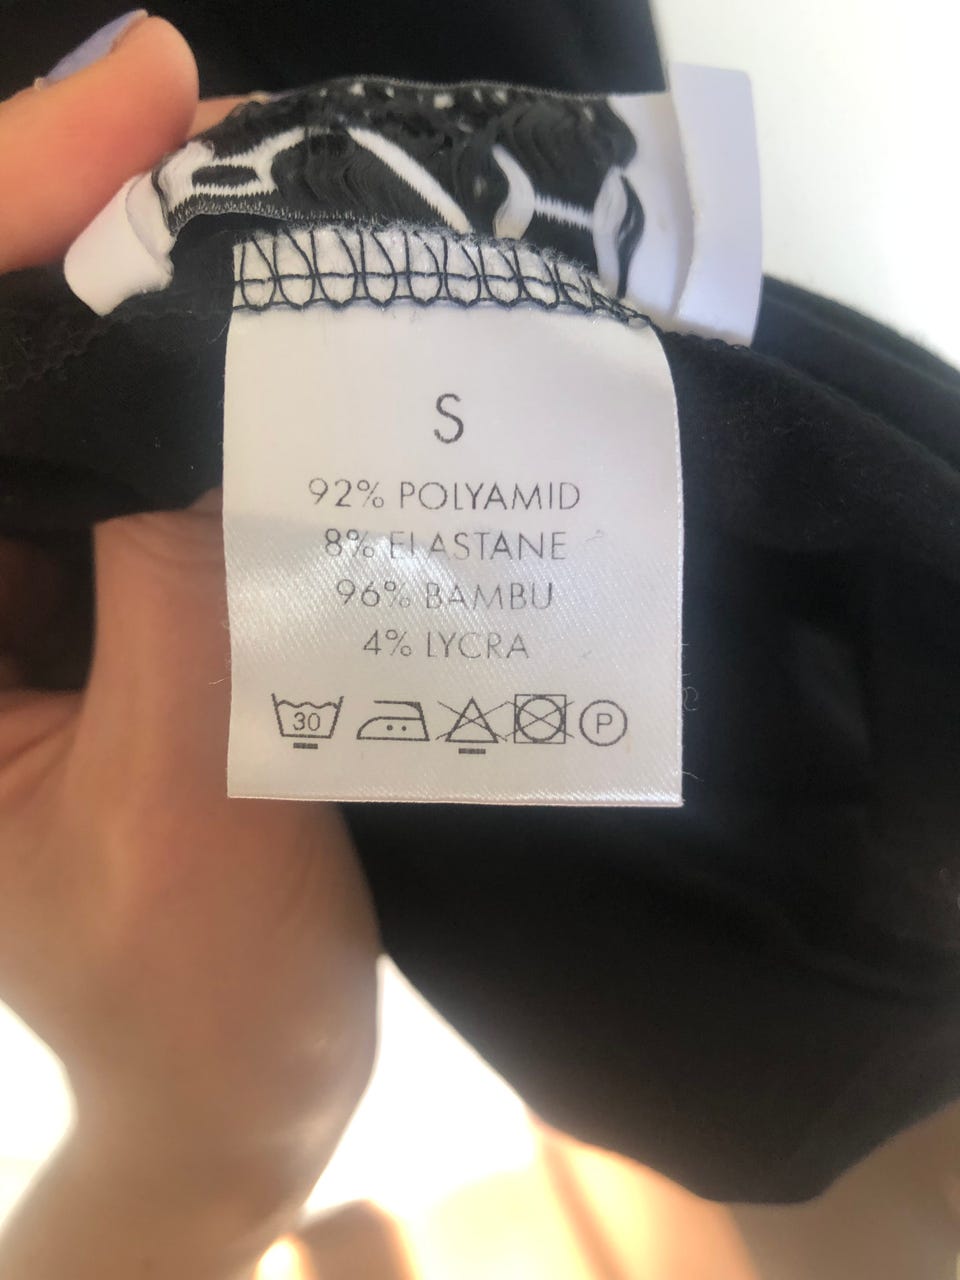 S
92% POLYAMID
8% ELASTANE
96% BAMBU
4% LYCRA
30 P